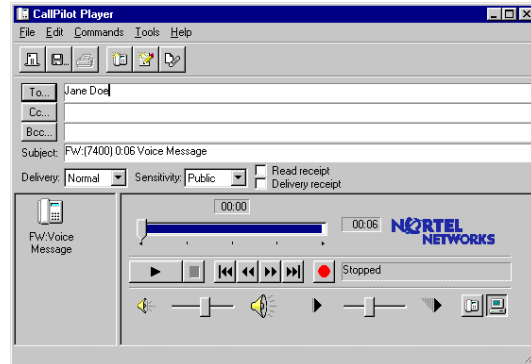 CallPilot Player
File Edit Commands Tools Help
To... Jane Doe
Cc...
Bcc...
Subject: FW:(7400) 0:06 Voice Message
Delivery: Normal Sensitivity: Public Read receipt
Delivery receipt
00:00
00:06
NORTEL
NETWORKS
FW:Voice
Message
Stopped